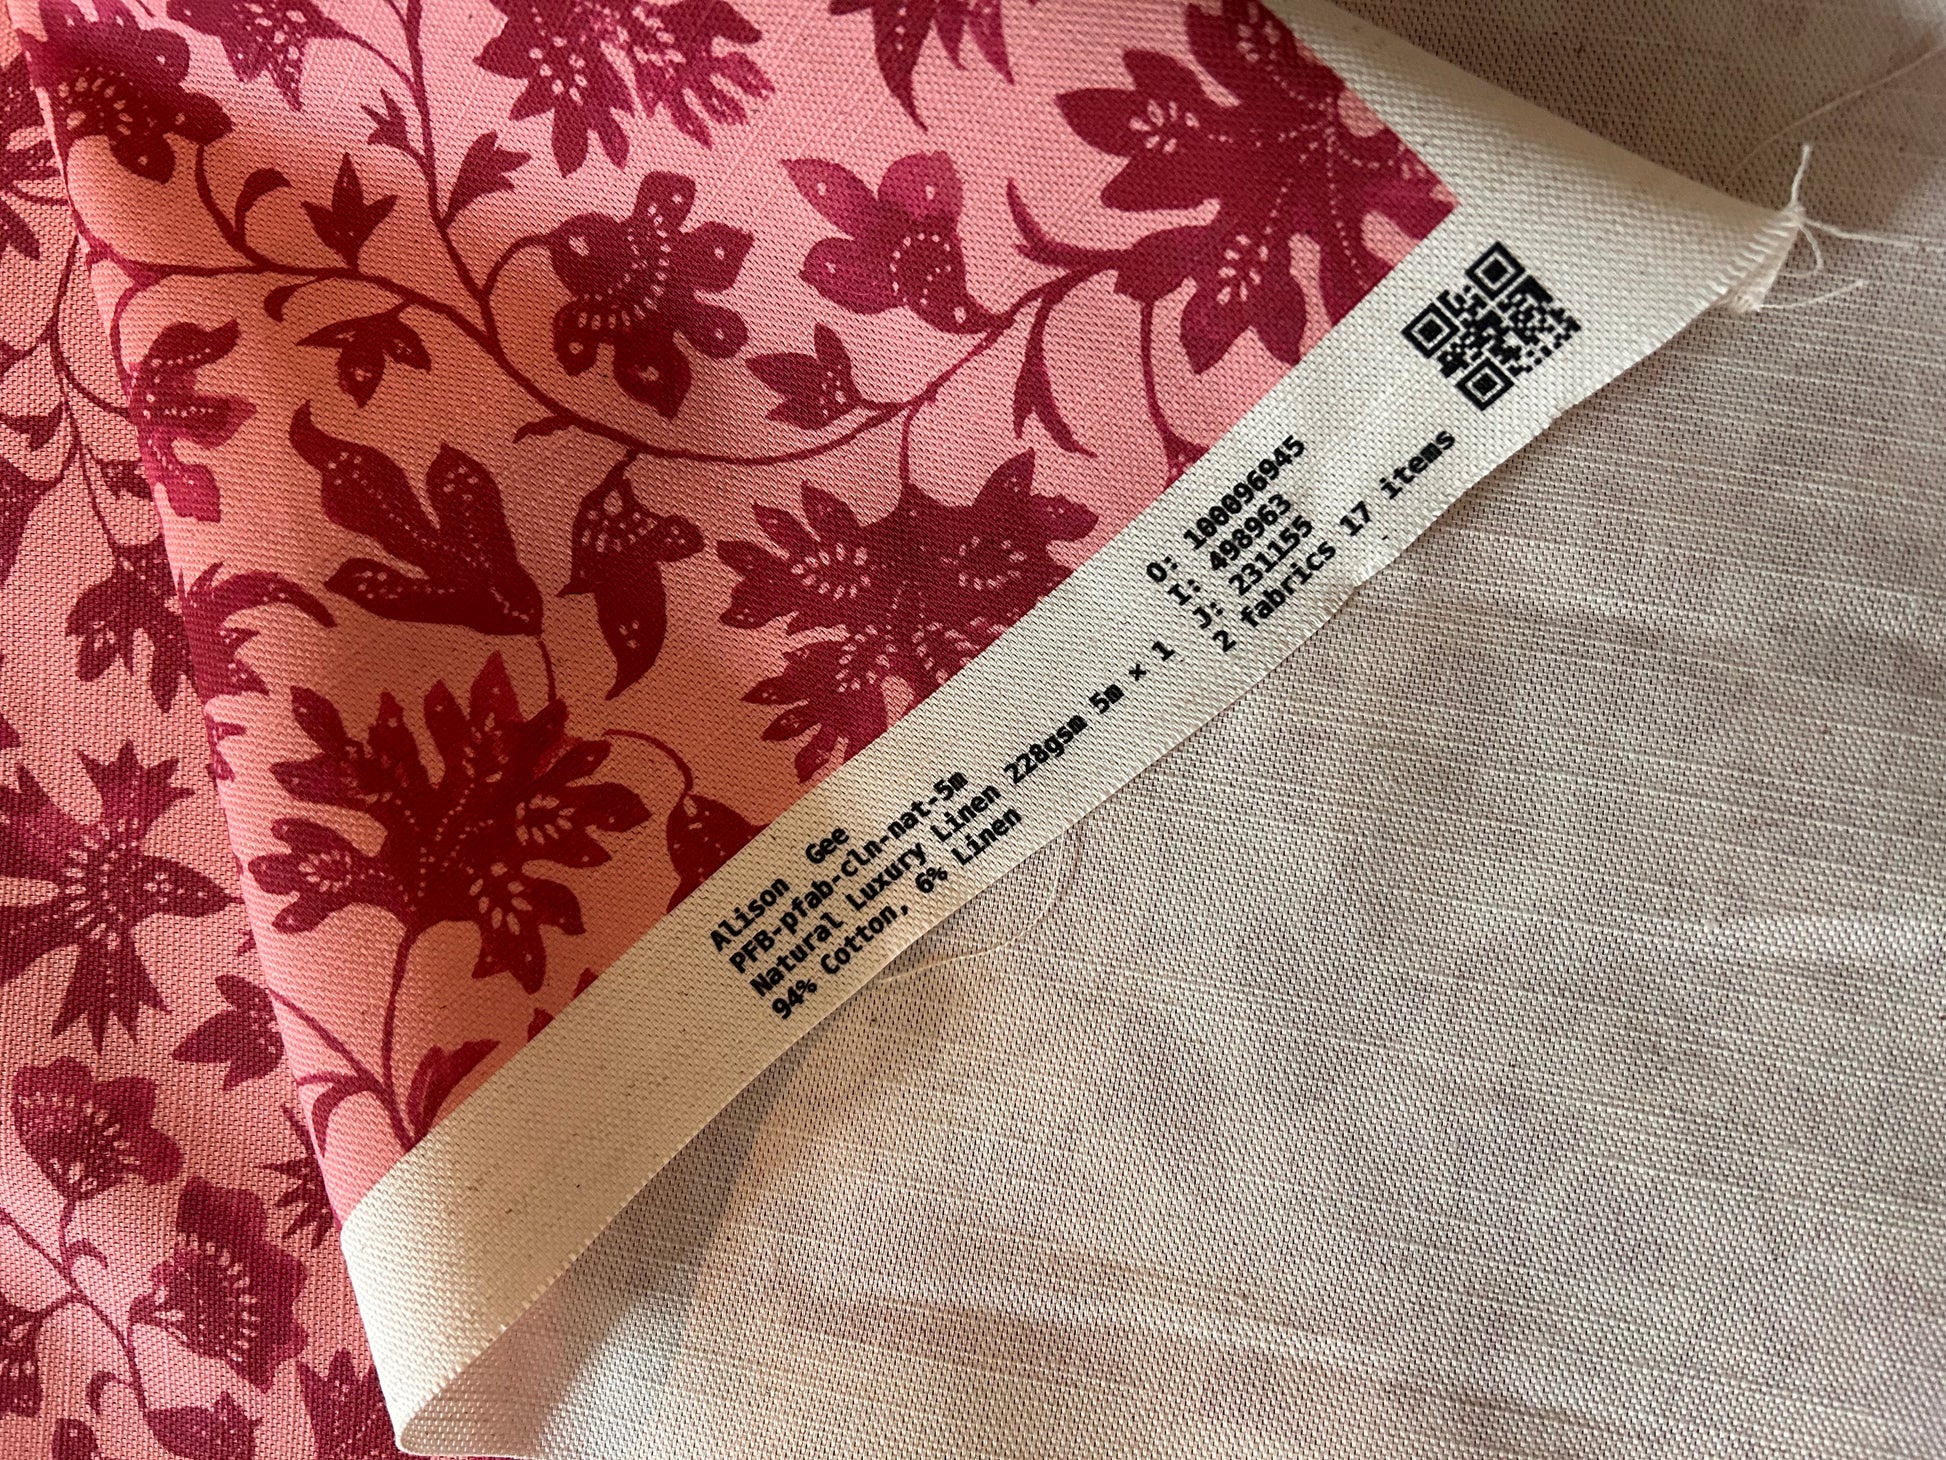 Alison Gee
PFB-pfab-cln-nat-5m
Natural Luxury Linen 228gsm 5m × 1
94% Cotton, 6% Linen
O: 100096945
I: 498963
J: 231155
2 fabrics 17 items